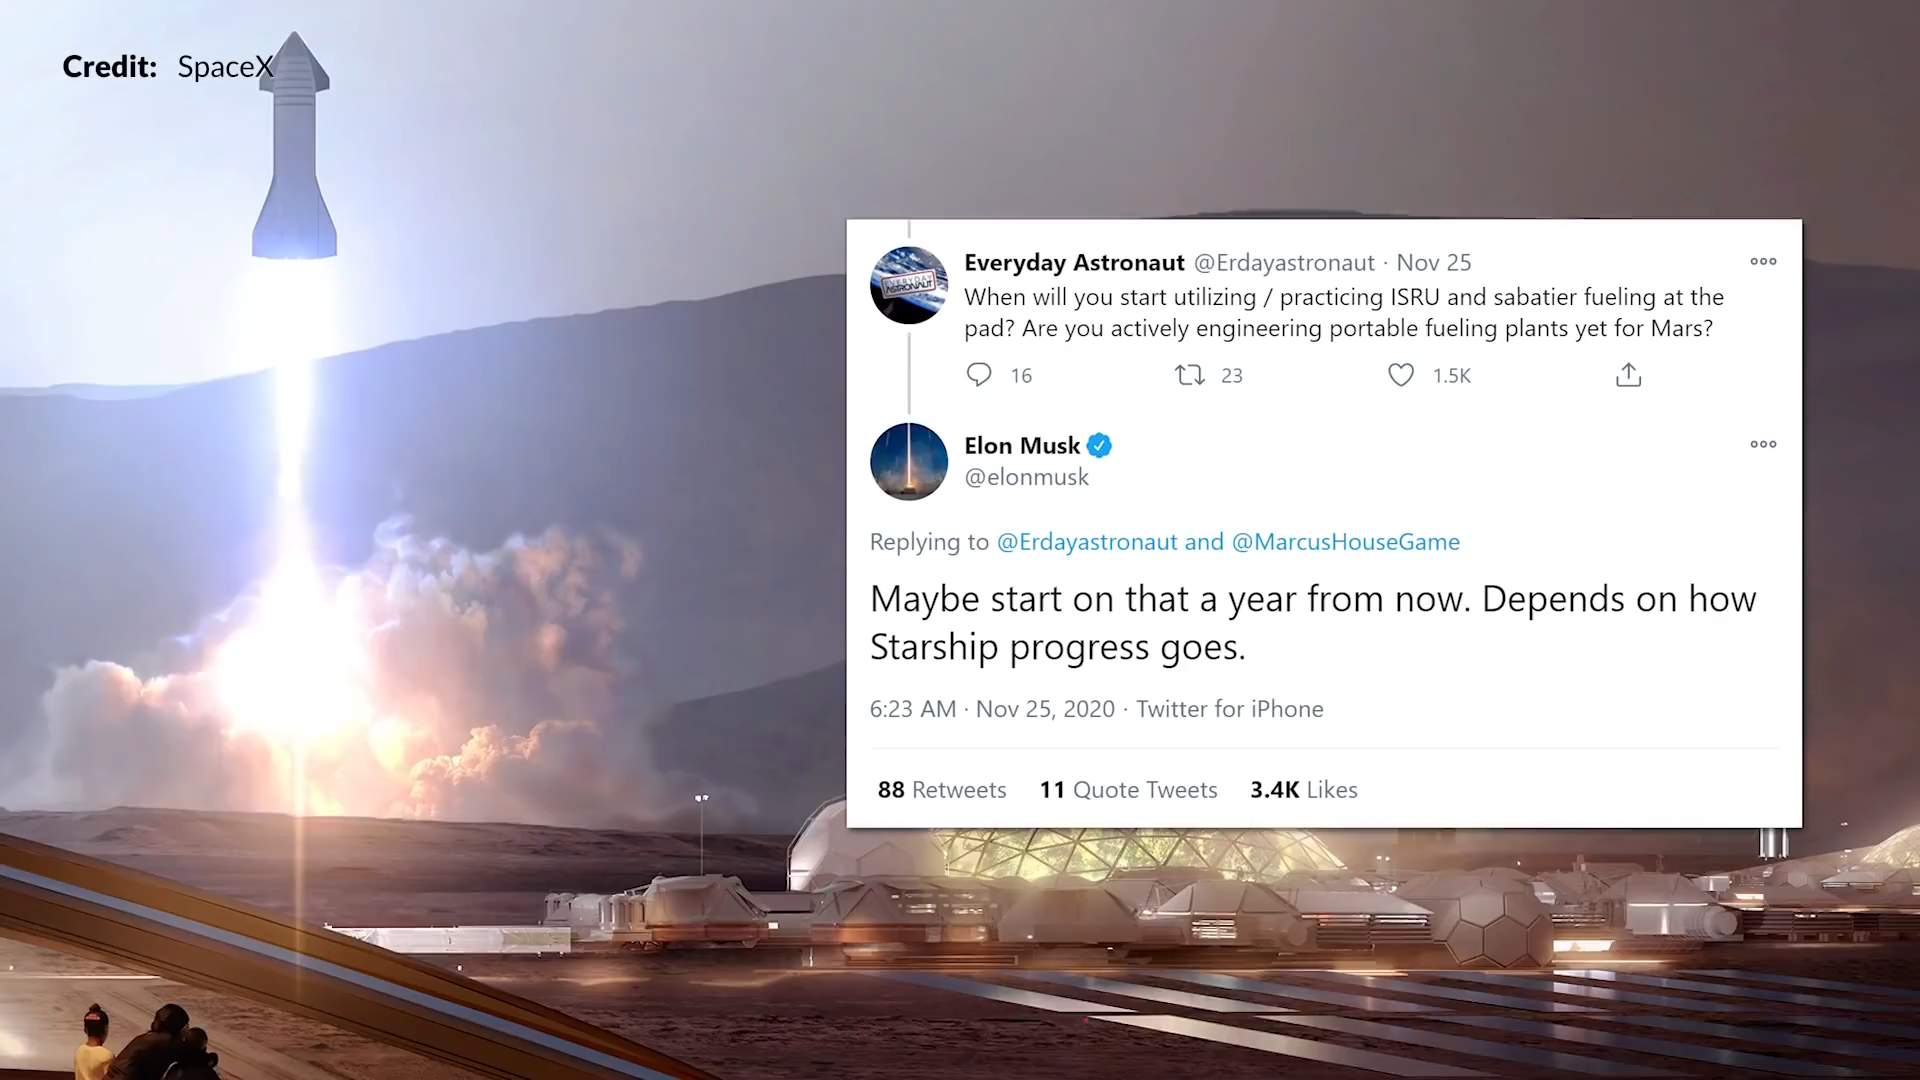 Credit: SpaceX
Everyday Astronaut @Erdayastronaut · Nov 25
When will you start utilizing / practicing ISRU and sabatier fueling at the
pad? Are you actively engineering portable fueling plants yet for Mars?
EVERYDAY
ASTRONAUT
16 23 1.5K
Elon Musk
@elonmusk
Replying to @Erdayastronaut and @MarcusHouseGame
Maybe start on that a year from now. Depends on how
Starship progress goes.
6:23 AM · Nov 25, 2020 · Twitter for iPhone
88 Retweets 11 Quote Tweets 3.4K Likes